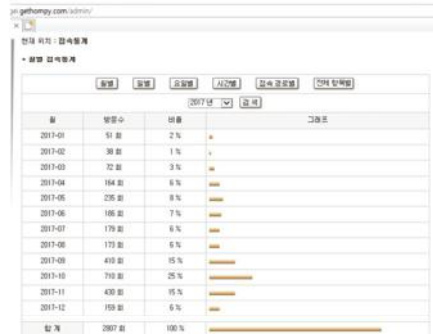 gethompy.com/admin/
현재 위치 : 접속통계
• 월별 접속통계
월별 일별 요일별 시간별 접속 경로별 전체 항목별
2017 년 검 색
월 방문수 비율 그래프
2017-01 51 회 2 %
2017-02 38 회 1 %
2017-03 72 회 3 %
2017-04 164 회 6 %
2017-05 235 회 8 %
2017-06 186 회 7 %
2017-07 179 회 6 %
2017-08 173 회 6 %
2017-09 410 회 15 %
2017-10 710 회 25 %
2017-11 430 회 15 %
2017-12 159 회 6 %
합 계 2807 회 100 %